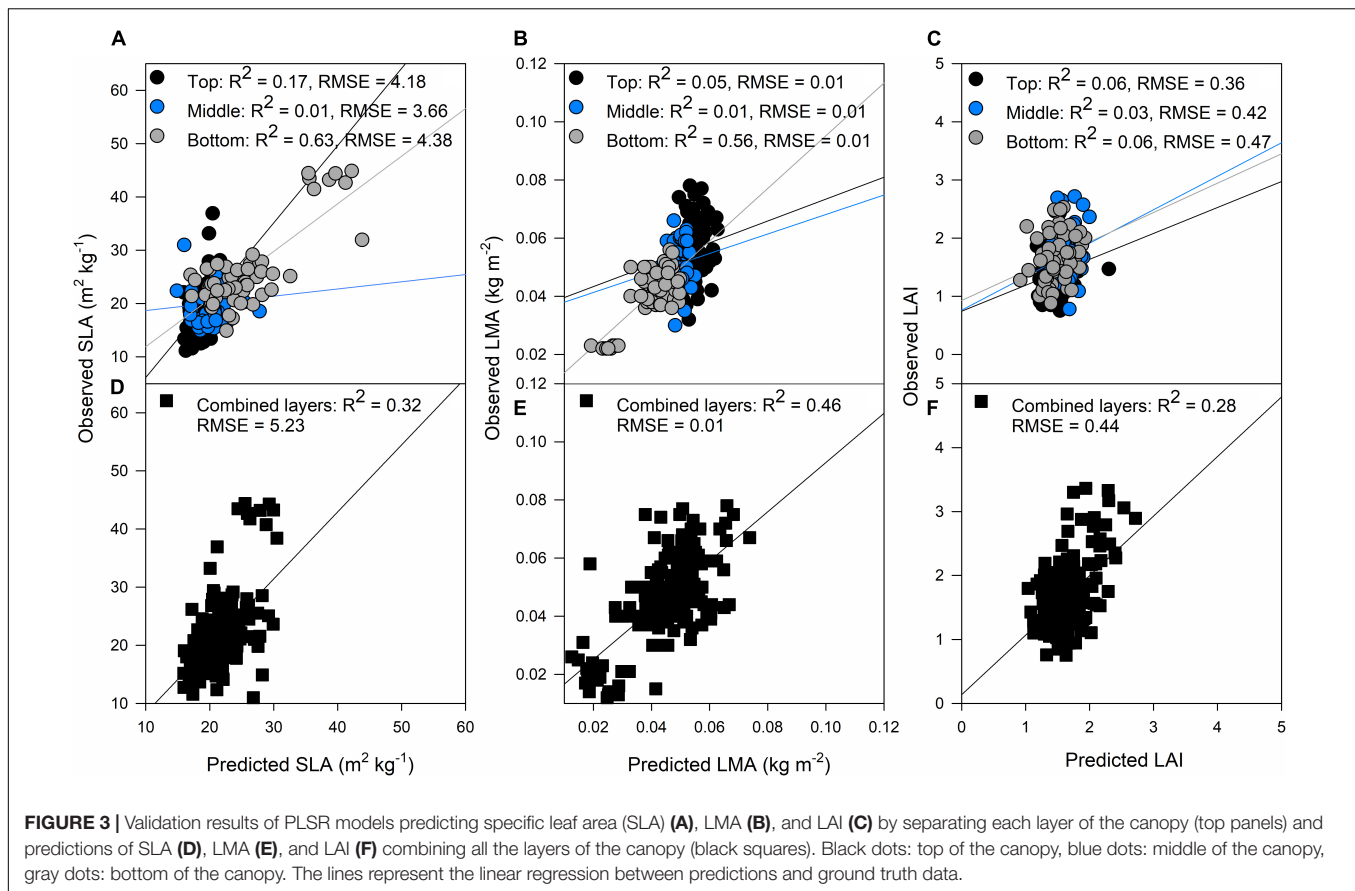 A
Top: R2 = 0.17, RMSE = 4.18
Middle: R2 = 0.01, RMSE = 3.66
Bottom: R2 = 0.63, RMSE = 4.38
60
50
40
30
20
10
Observed SLA (m2 kg-1)
B
0.12
Top: R2 = 0.05, RMSE = 0.01
Middle: R2 = 0.01, RMSE = 0.01
Bottom: R2 = 0.56, RMSE = 0.01
0.10
0.08
0.06
0.04
0.02
Observed LMA (kg m-2)
C
5
Top: R2 = 0.06, RMSE = 0.36
Middle: R2 = 0.03, RMSE = 0.42
Bottom: R2 = 0.06, RMSE = 0.47
4
3
2
1
0
Observed LAI
D
Combined layers: R2 = 0.32
RMSE = 5.23
60
50
40
30
20
10
10 20 30 40 50 60
Predicted SLA (m2 kg-1)
0.12
E
Combined layers: R2 = 0.46
RMSE = 0.01
0.10
0.08
0.06
0.04
0.02
0.02 0.04 0.06 0.08 0.10 0.12
Predicted LMA (kg m-2)
5
F
Combined layers: R2 = 0.28
RMSE = 0.44
4
3
2
1
0
0 1 2 3 4 5
Predicted LAI
FIGURE 3 | Validation results of PLSR models predicting specific leaf area (SLA) (A), LMA (B), and LAI (C) by separating each layer of the canopy (top panels) and
predictions of SLA (D), LMA (E), and LAI (F) combining all the layers of the canopy (black squares). Black dots: top of the canopy, blue dots: middle of the canopy,
gray dots: bottom of the canopy. The lines represent the linear regression between predictions and ground truth data.